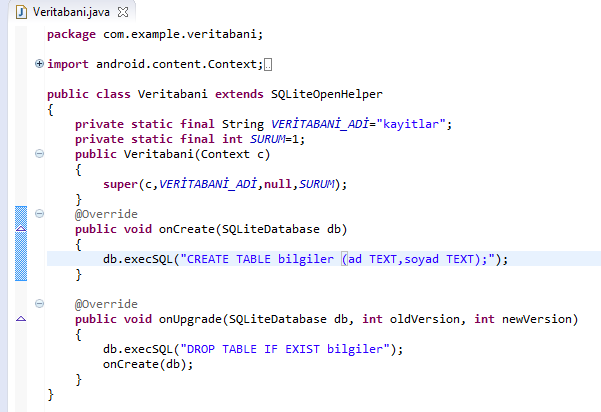 Veritabani.java
package com.example.veritabani;
import android.content.Context;
public class Veritabani extends SQLiteOpenHelper
{
private static final String VERİTABANİ_ADİ="kayitlar";
private static final int SURUM=1;
public Veritabani(Context c)
{
super(c,VERİTABANİ_ADİ,null,SURUM);
}
@Override
public void onCreate(SQLiteDatabase db)
{
db.execSQL("CREATE TABLE bilgiler (ad TEXT,soyad TEXT);");
}
@Override
public void onUpgrade(SQLiteDatabase db, int oldVersion, int newVersion)
{
db.execSQL("DROP TABLE IF EXIST bilgiler");
onCreate(db);
}
}